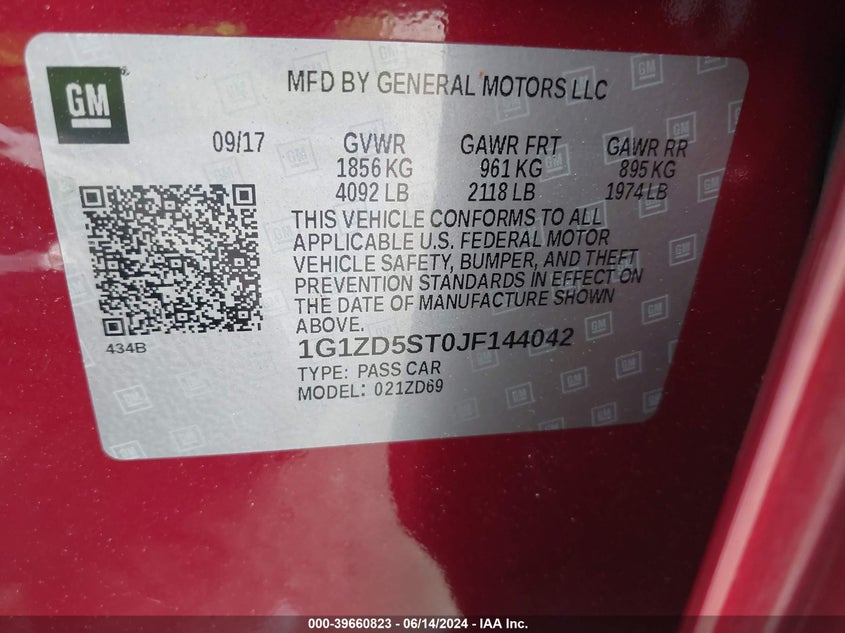 GM
MFD BY GENERAL MOTORS LLC
09/17 GVWR GAWR FRT GAWR RR
1856 KG 961 KG 895 KG
4092 LB 2118 LB 1974 LB
THIS VEHICLE CONFORMS TO ALL
APPLICABLE U.S. FEDERAL MOTOR
VEHICLE SAFETY, BUMPER, AND THEFT
PREVENTION STANDARDS IN EFFECT ON
THE DATE OF MANUFACTURE SHOWN
ABOVE.
434B
1G1ZD5ST0JF144042
TYPE: PASS CAR
MODEL: 021ZD69
000-39660823 - 06/14/2024 - IAA Inc.